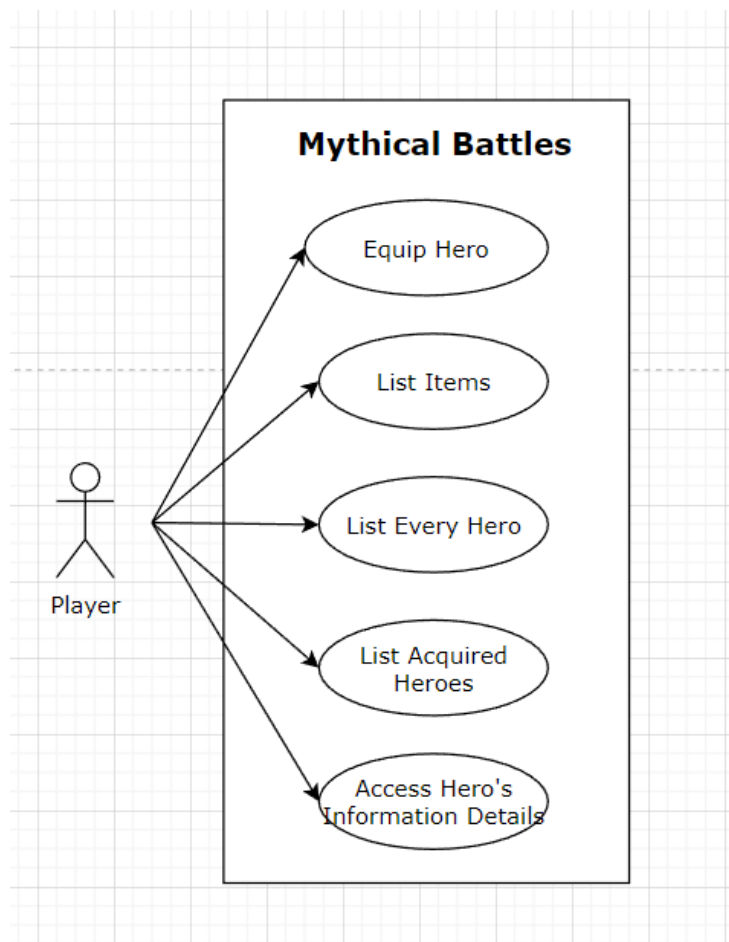 Mythical Battles
Equip Hero
List Items
List Every Hero
Player
List Acquired
Heroes
Access Hero's
Information Details